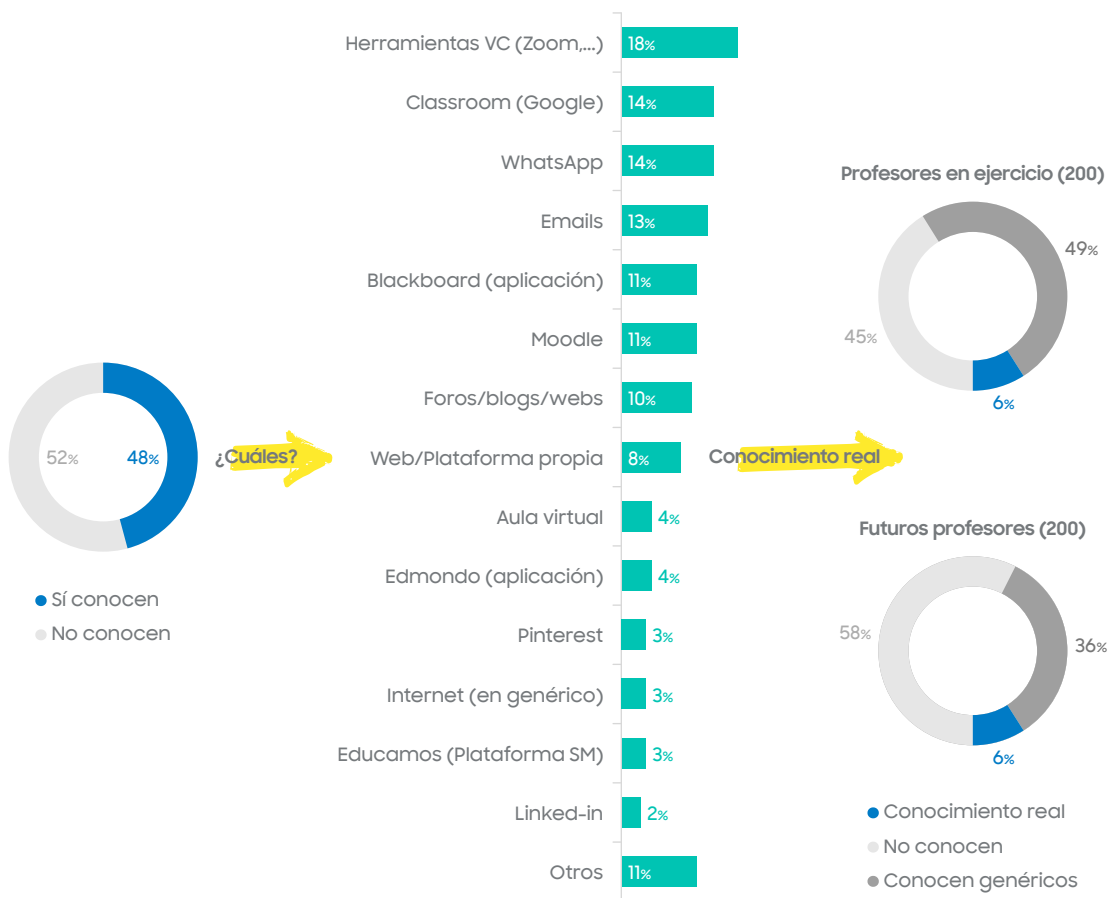 52%
48%
Sí conocen
No conocen
¿Cuáles?
Herramientas VC (Zoom,...) 18%
Classroom (Google) 14%
WhatsApp 14%
Emails 13%
Blackboard (aplicación) 11%
Moodle 11%
Foros/blogs/webs 10%
Web/Plataforma propia 8%
Aula virtual 4%
Edmondo (aplicación) 4%
Pinterest 3%
Internet (en genérico) 3%
Educamos (Plataforma SM) 3%
Linked-in 2%
Otros 11%
Conocimiento real
Profesores en ejercicio (200)
49%
45%
6%
Futuros profesores (200)
58%
36%
6%
Conocimiento real
No conocen
Conocen genéricos